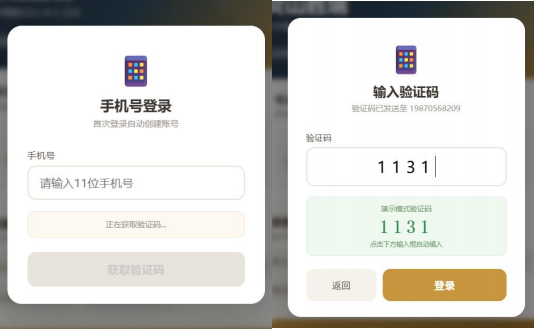 手机号登录
首次登录自动创建账号
手机号
请输入11位手机号
正在获取验证码...
获取验证码
输入验证码
验证码已发送至 19870568209
验证码
1131
演示模式验证码
1131
点击下方输入框自动填入
返回
登录